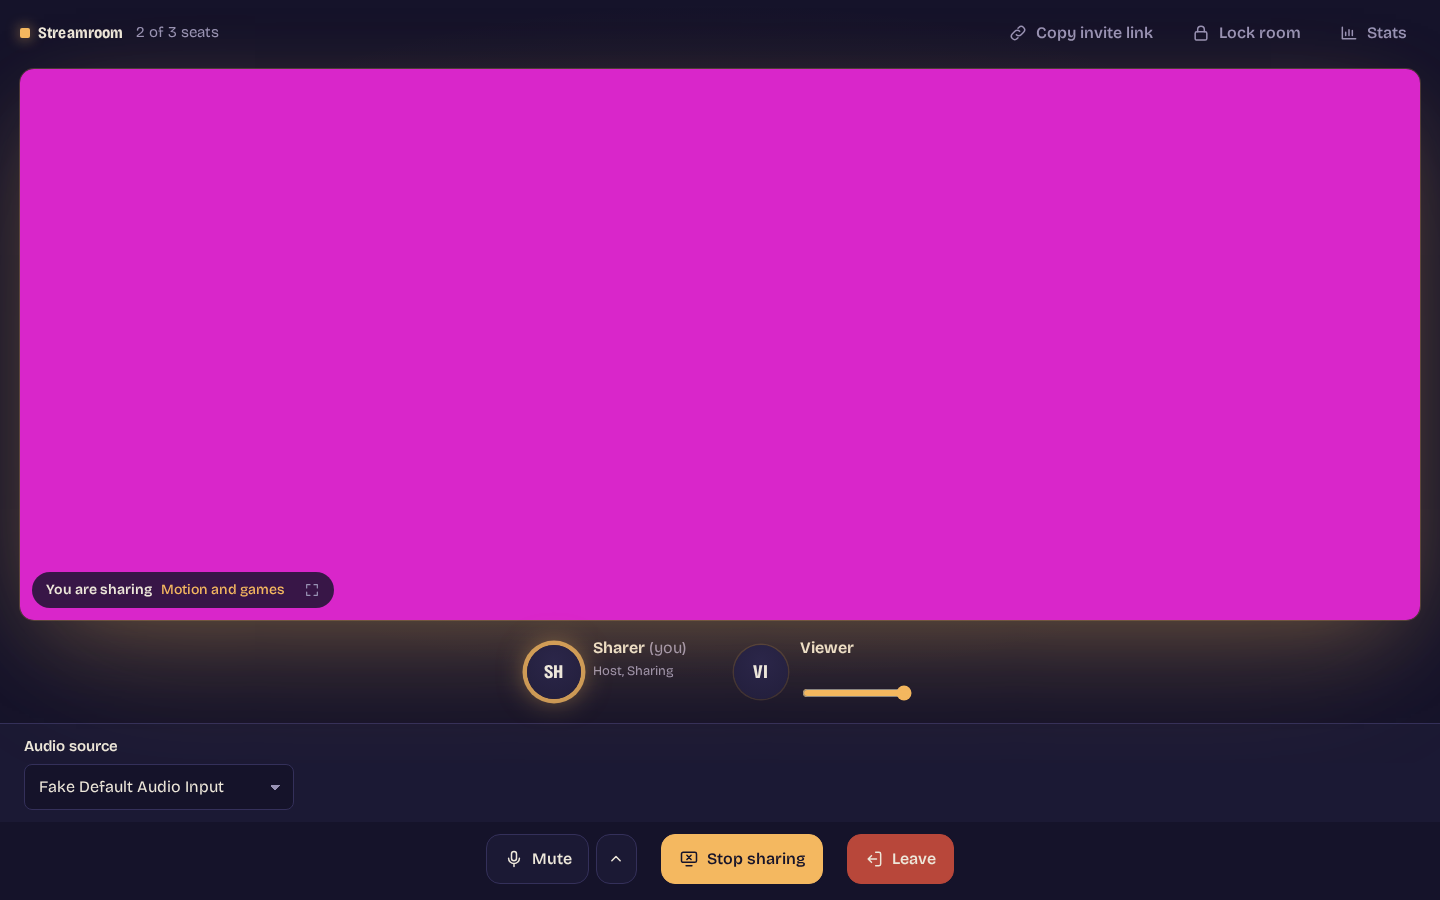 Streamroom 2 of 3 seats Copy invite link Lock room Stats
You are sharing Motion and games
SH Sharer (you) VI Viewer
Host, Sharing
Audio source
Fake Default Audio Input
Mute Stop sharing Leave